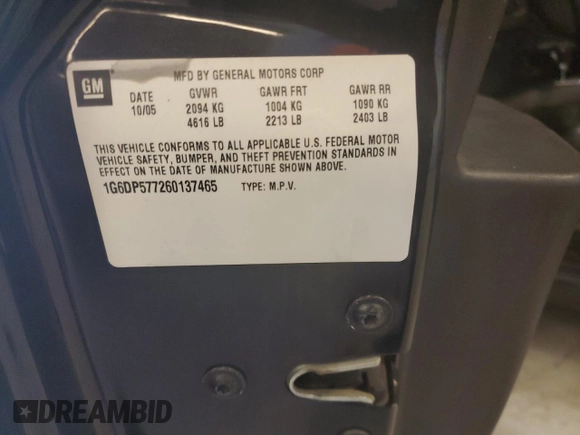 GM
MFD BY GENERAL MOTORS CORP
DATE GVWR GAWR FRT GAWR RR
10/05 2094 KG 1004 KG 1090 KG
4616 LB 2213 LB 2403 LB
THIS VEHICLE CONFORMS TO ALL APPLICABLE U.S. FEDERAL MOTOR
VEHICLE SAFETY, BUMPER, AND THEFT PREVENTION STANDARDS IN
EFFECT ON THE DATE OF MANUFACTURE SHOWN ABOVE.
1G6DP577260137465 TYPE: M.P.V.
DREAMBID